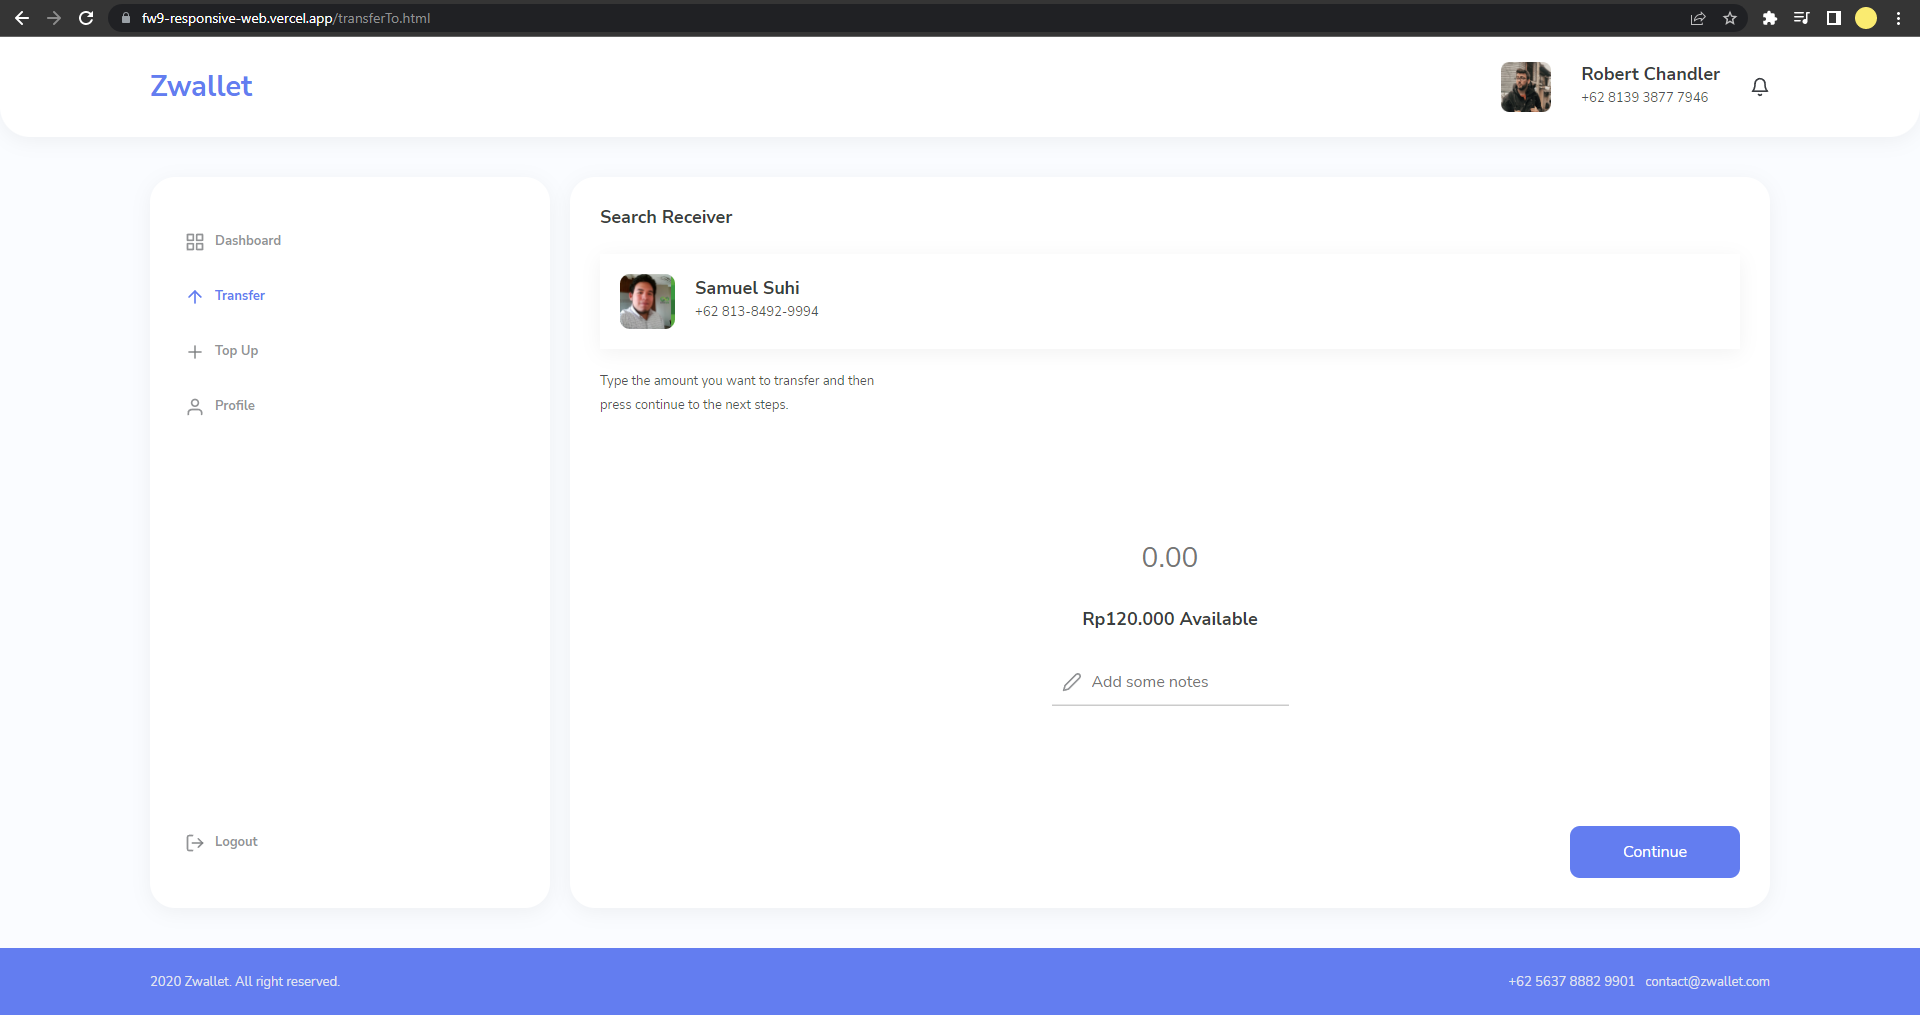 fw9-responsive-web.vercel.app/transferTo.html
Zwallet
Robert Chandler
+62 8139 3877 7946
Dashboard
Transfer
Top Up
Profile
Logout
Search Receiver
Samuel Suhi
+62 813-8492-9994
Type the amount you want to transfer and then
press continue to the next steps.
0.00
Rp120.000 Available
Add some notes
Continue
2020 Zwallet. All right reserved.
+62 5637 8882 9901 contact@zwallet.com